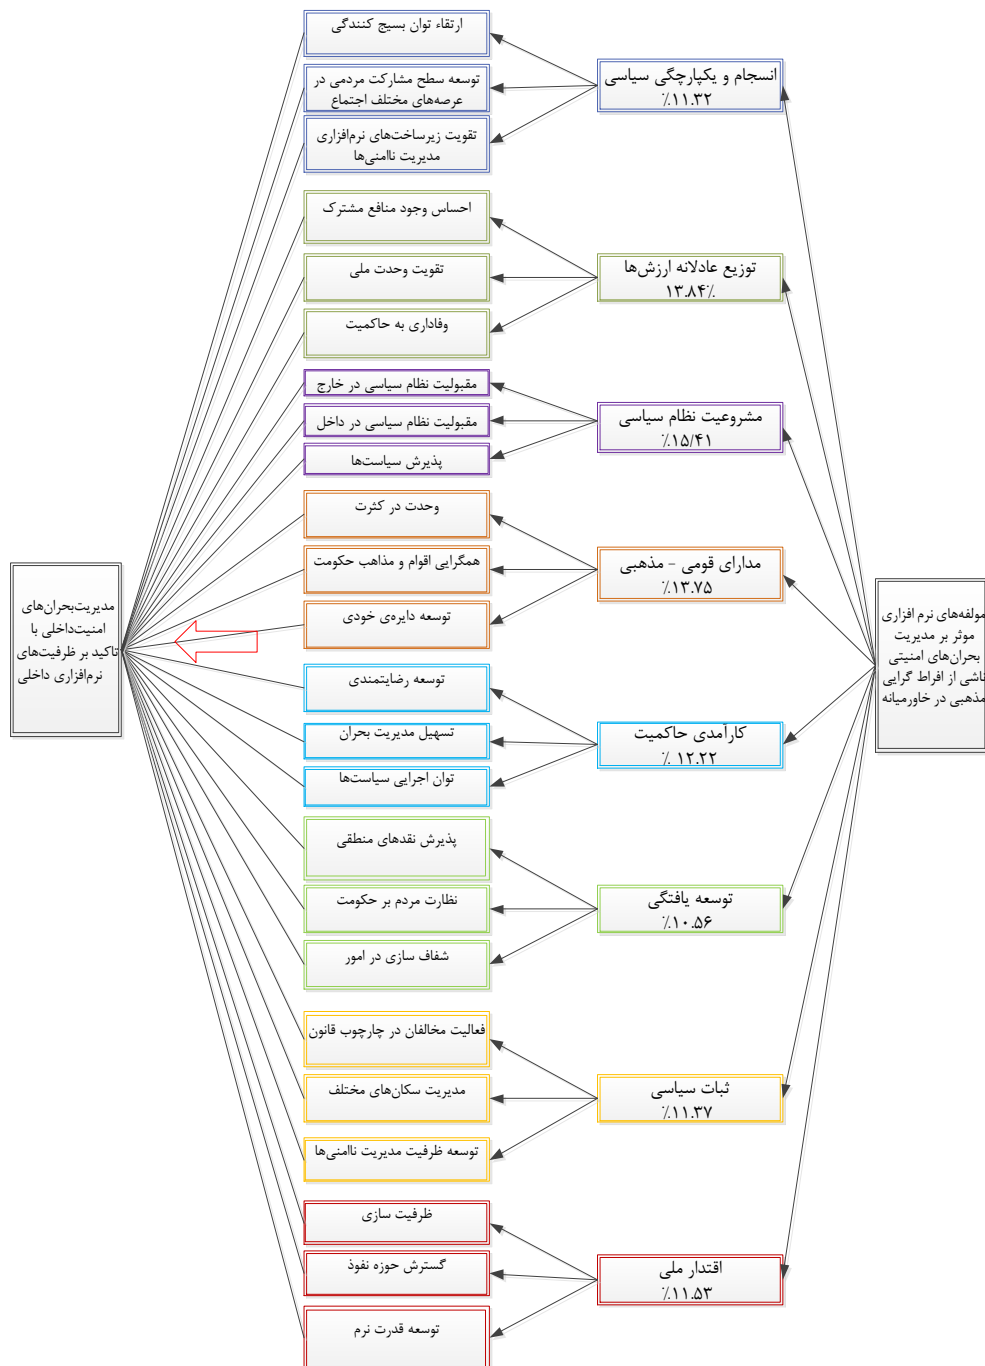 مولفه‌های نرم افزاری
موثر بر مدیریت
بحران‌های امنیتی
ناشی از افراط گرایی
مذهبی در خاورمیانه
انسجام و یکپارچگی سیاسی
٪۱۱.۳۲
ارتقاء توان بسیج کنندگی
توسعه سطح مشارکت مردمی در
عرصه‌های مختلف اجتماع
تقویت زیرساخت‌های نرم‌افزاری
مدیریت ناامنی‌ها
توزیع عادلانه ارزش‌ها
۱۳.۸۴٪
احساس وجود منافع مشترک
تقویت وحدت ملی
وفاداری به حاکمیت
مشروعیت نظام سیاسی
٪۱۵/۴۱
مقبولیت نظام سیاسی در خارج
مقبولیت نظام سیاسی در داخل
پذیرش سیاست‌ها
مدارای قومی - مذهبی
٪۱۳.۷۵
وحدت در کثرت
همگرایی اقوام و مذاهب حکومت
توسعه دایره‌ی خودی
کارآمدی حاکمیت
٪ ۱۲.۲۲
توسعه رضایتمندی
تسهیل مدیریت بحران
توان اجرایی سیاست‌ها
توسعه یافتگی
٪۱۰.۵۶
پذیرش نقدهای منطقی
نظارت مردم بر حکومت
شفاف سازی در امور
ثبات سیاسی
٪۱۱.۳۷
فعالیت مخالفان در چارچوب قانون
مدیریت سکان‌های مختلف
توسعه ظرفیت مدیریت ناامنی‌ها
اقتدار ملی
٪۱۱.۵۳
ظرفیت سازی
گسترش حوزه نفوذ
توسعه قدرت نرم
مدیریت‌بحران‌های
امنیت‌داخلی با
تاکید بر ظرفیت‌های
نرم‌افزاری داخلی